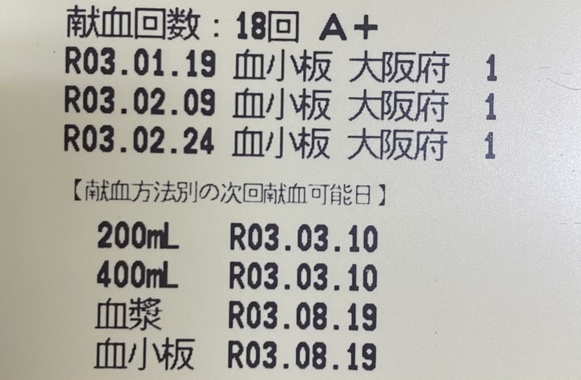 献血回数：18回 A+
R03.01.19 血小板 大阪府 1
R03.02.09 血小板 大阪府 1
R03.02.24 血小板 大阪府 1
【献血方法別の次回献血可能日】
200mL R03.03.10
400mL R03.03.10
血漿 R03.08.19
血小板 R03.08.19